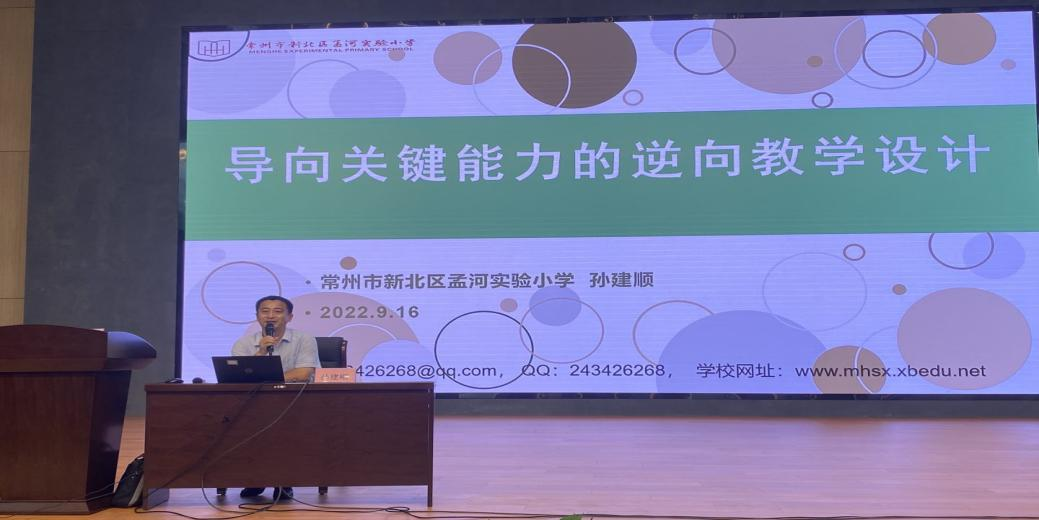 常州市新北区孟河实验小学
MENGHE EXPERIMENTAL PRIMARY SCHOOL
导向关键能力的逆向教学设计
• 常州市新北区孟河实验小学 孙建顺
• 2022.9.16
426268@qq.com， QQ：243426268， 学校网址：www.mhsx.xbedu.net